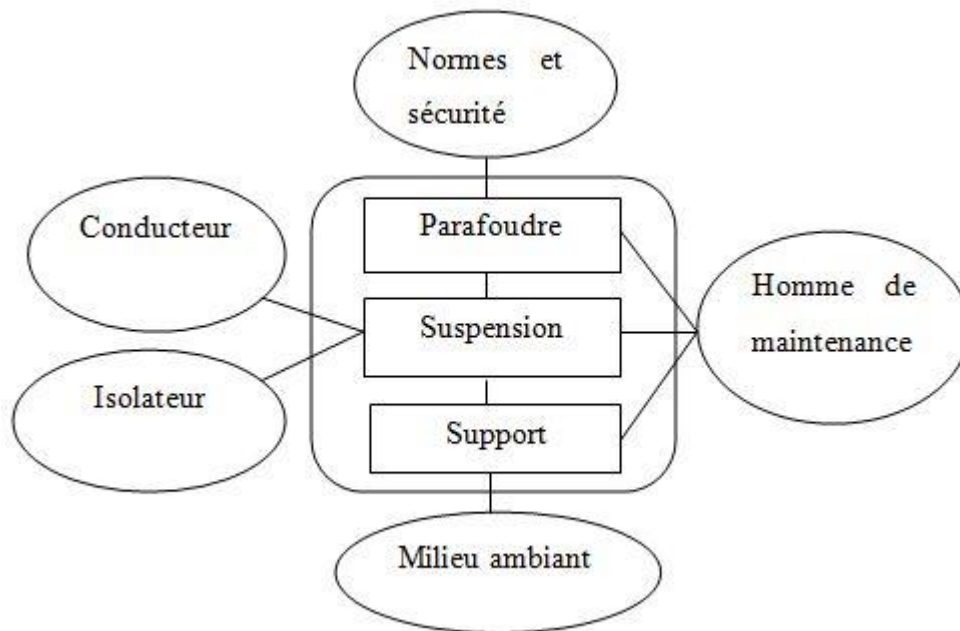 Normes et
sécurité
Conducteur
Parafoudre
Homme de
maintenance
Suspension
Isolateur
Support
Milieu ambiant